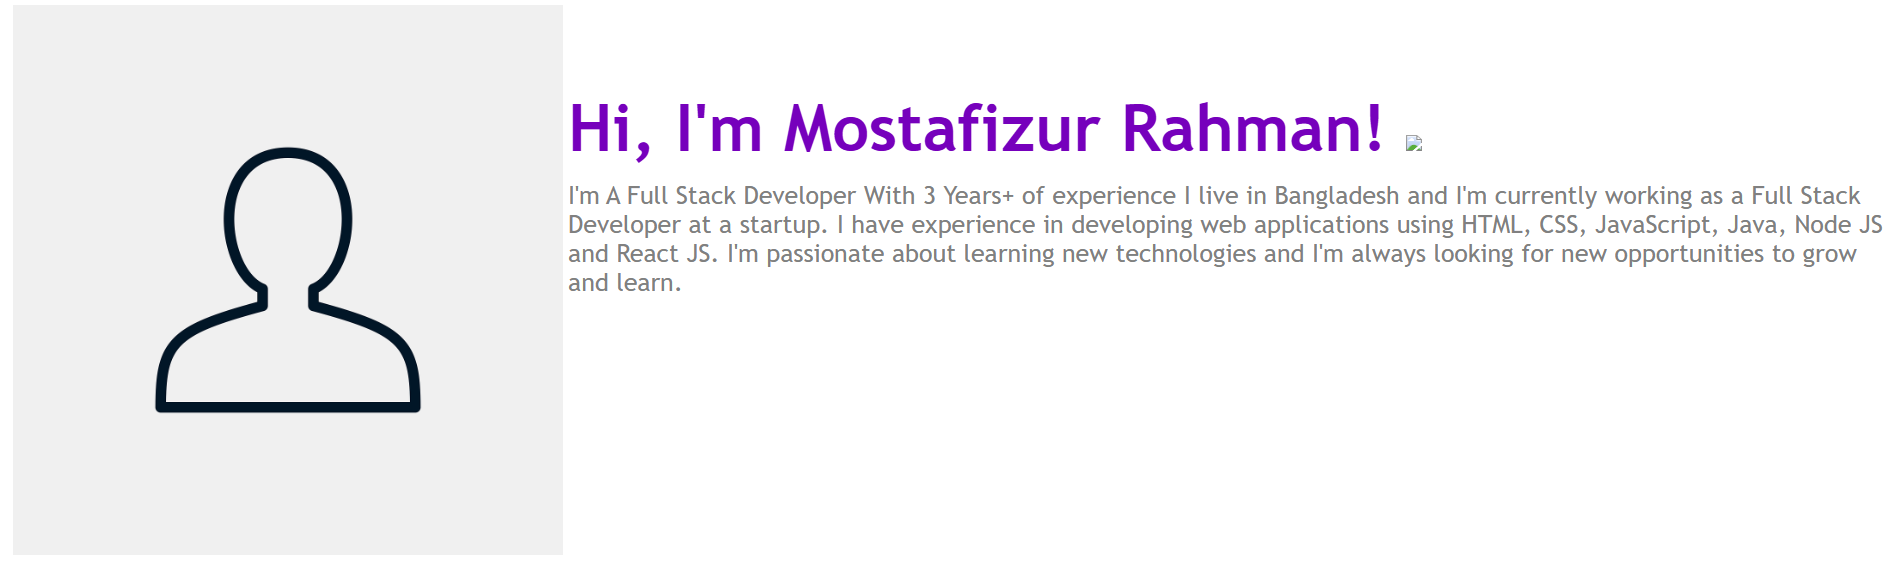 Hi, I'm Mostafizur Rahman!
I'm A Full Stack Developer With 3 Years+ of experience I live in Bangladesh and I'm currently working as a Full Stack
Developer at a startup. I have experience in developing web applications using HTML, CSS, JavaScript, Java, Node JS
and React JS. I'm passionate about learning new technologies and I'm always looking for new opportunities to grow
and learn.